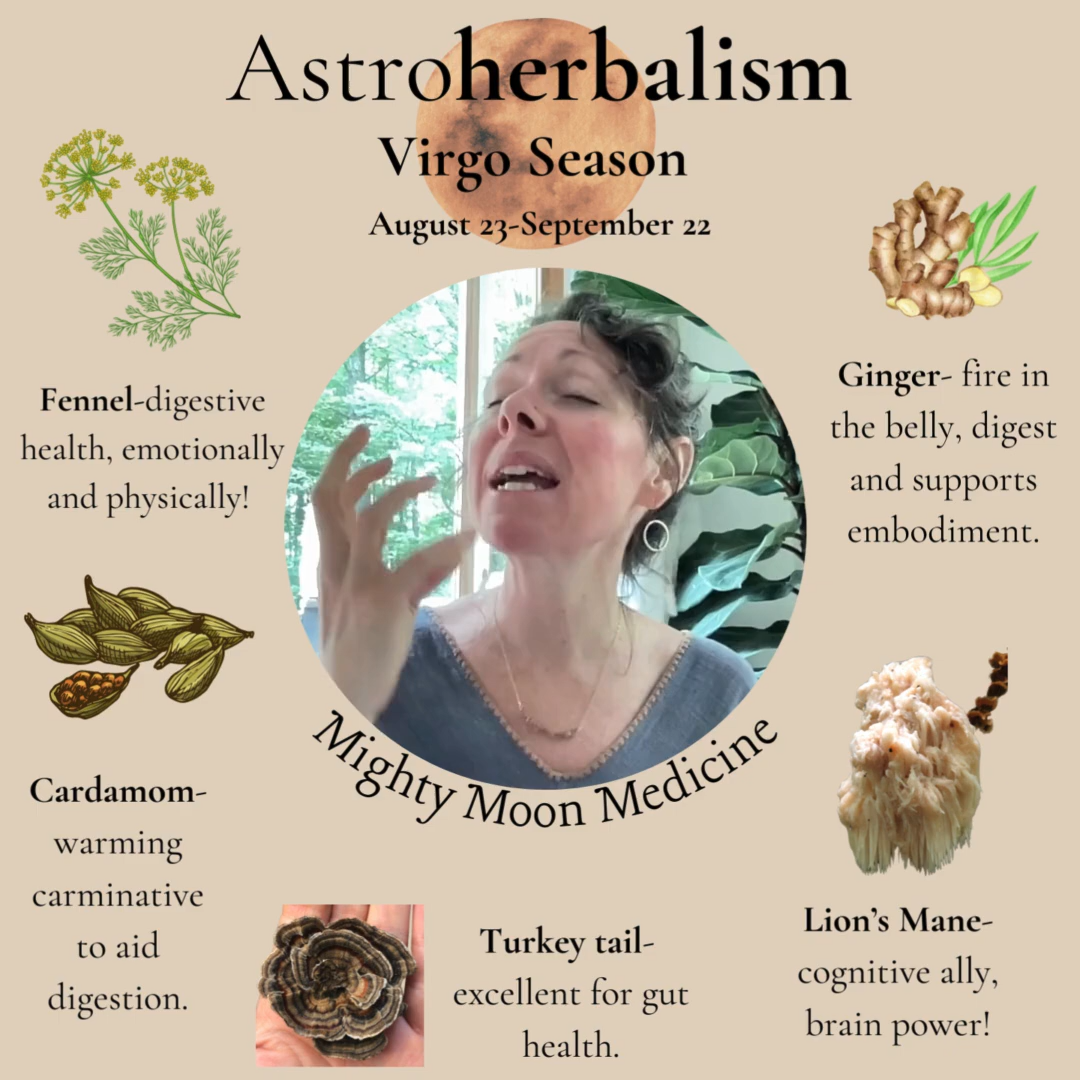 Astroherbalism
Virgo Season
August 23-September 22
Fennel-digestive
health, emotionally
and physically!
Ginger- fire in
the belly, digest
and supports
embodiment.
Mighty Moon Medicine
Cardamom-
warming
carminative
to aid
digestion.
Turkey tail-
excellent for gut
health.
Lion's Mane-
cognitive ally,
brain power!